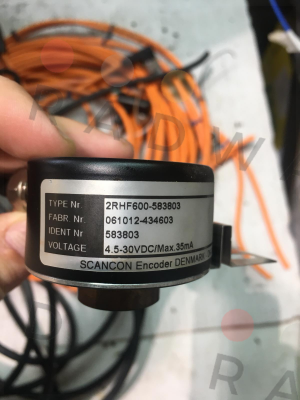 TYPE Nr 2RHF600-583803
FABR. Nr. 061012-434603
IDENT Nr 583803
VOLTAGE 4.5-30VDC/Max.35mA
SCANCON Encoder DENMARK